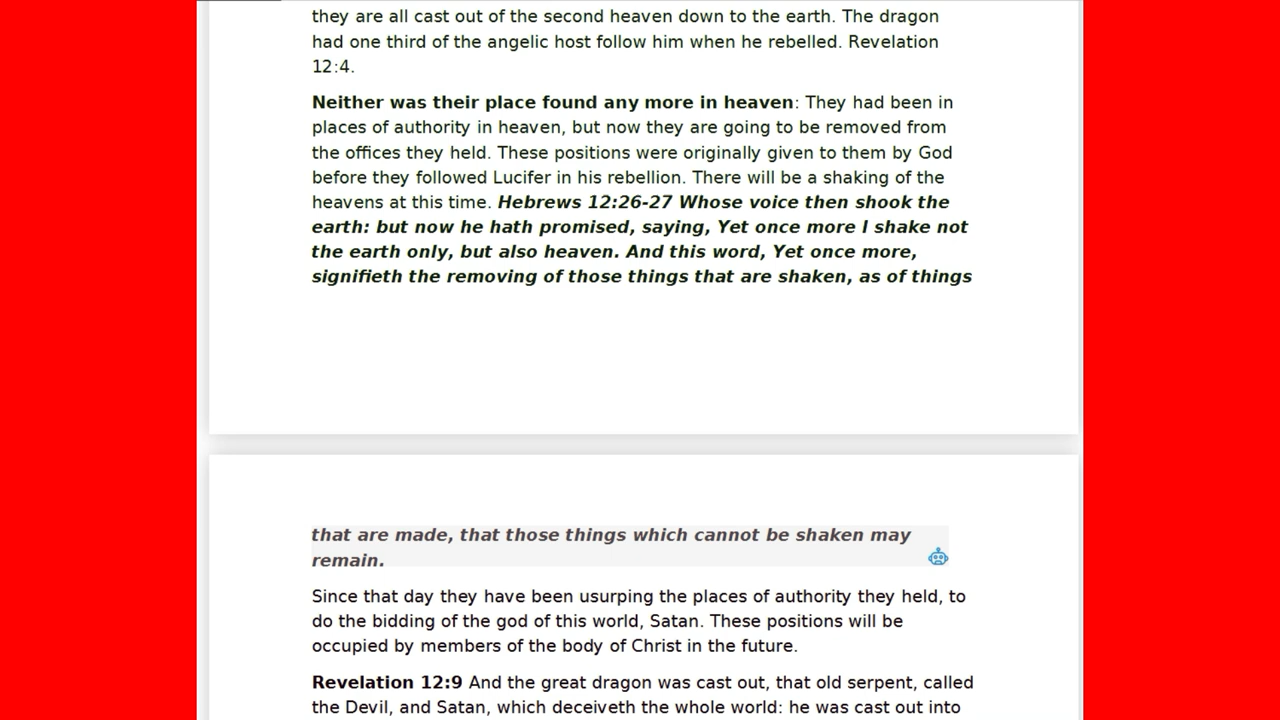 they are all cast out of the second heaven down to the earth. The dragon
had one third of the angelic host follow him when he rebelled. Revelation
12:4.
Neither was their place found any more in heaven: They had been in
places of authority in heaven, but now they are going to be removed from
the offices they held. These positions were originally given to them by God
before they followed Lucifer in his rebellion. There will be a shaking of the
heavens at this time. Hebrews 12:26-27 Whose voice then shook the
earth: but now he hath promised, saying, Yet once more I shake not
the earth only, but also heaven. And this word, Yet once more,
signifieth the removing of those things that are shaken, as of things
that are made, that those things which cannot be shaken may
remain.
Since that day they have been usurping the places of authority they held, to
do the bidding of the god of this world, Satan. These positions will be
occupied by members of the body of Christ in the future.
Revelation 12:9 And the great dragon was cast out, that old serpent, called
the Devil, and Satan, which deceiveth the whole world: he was cast out into